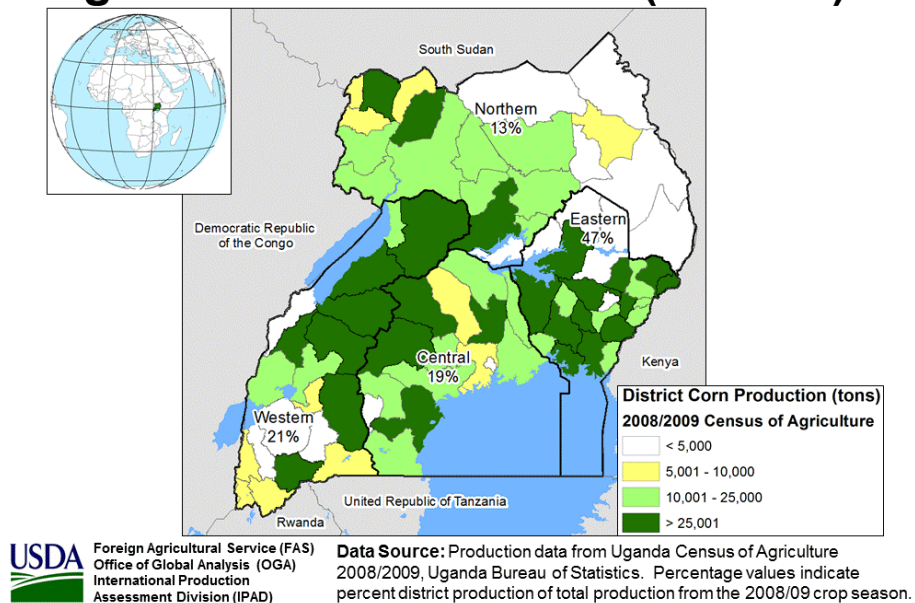 South Sudan
Northern
13%
Democratic Republic
of the Congo
Eastern
47%
Central
19%
Kenya
Western
21%
District Corn Production (tons)
2008/2009 Census of Agriculture
< 5,000
5,001 - 10,000
10,001 - 25,000
> 25,001
United Republic of Tanzania
Rwanda
USDA
Foreign Agricultural Service (FAS)
Office of Global Analysis (OGA)
International Production
Assessment Division (IPAD)
Data Source: Production data from Uganda Census of Agriculture
2008/2009, Uganda Bureau of Statistics. Percentage values indicate
percent district production of total production from the 2008/09 crop season.